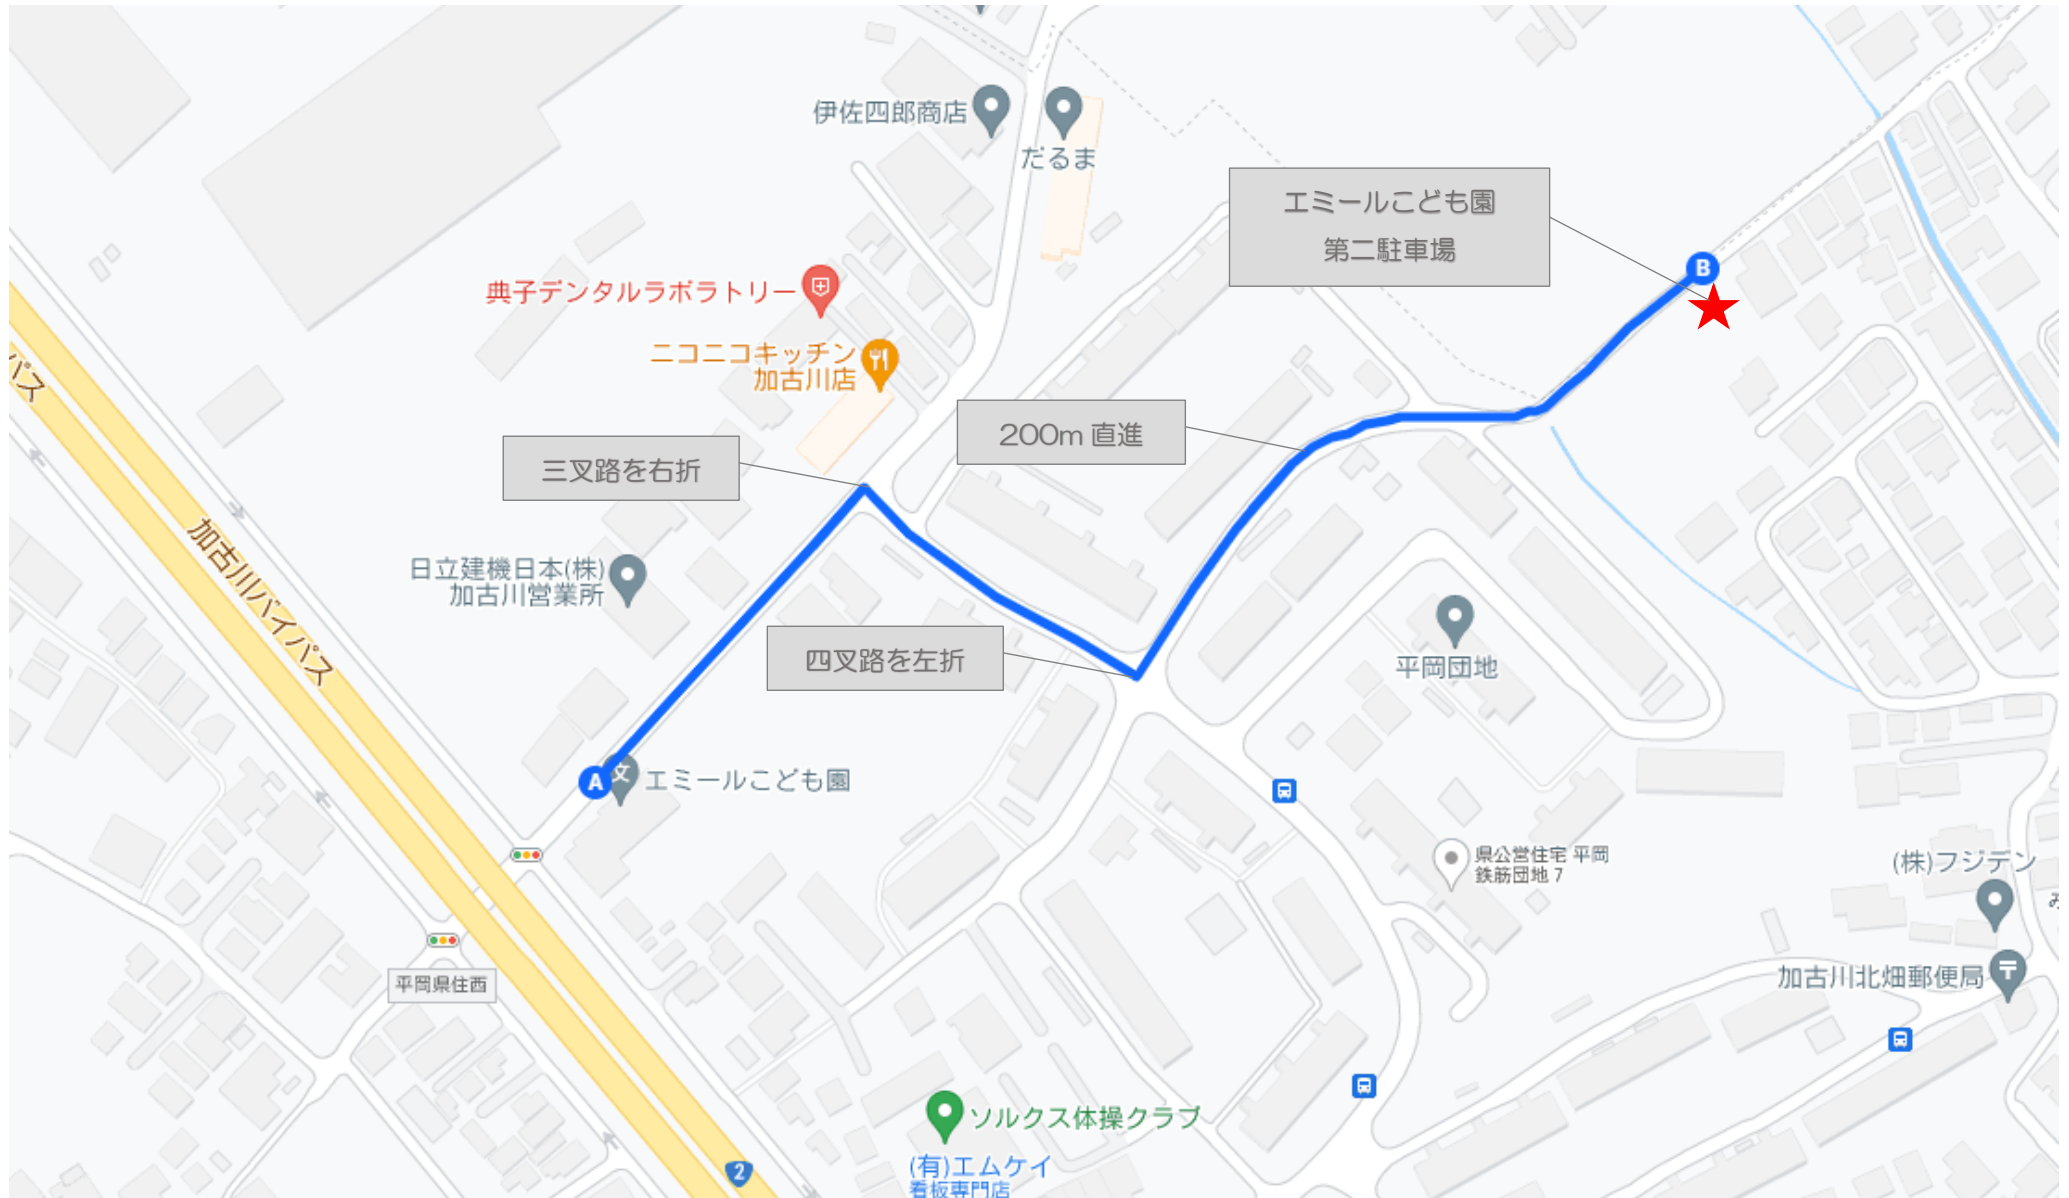 伊佐四郎商店
だるま
エミールこども園
第二駐車場
B
典子デンタルラボラトリー
ニコニコキッチン
加古川店
バス
200m 直進
三叉路を右折
加古川バイパス
日立建機日本(株)
加古川営業所
四叉路を左折
平岡団地
A
文
エミールこども園
県公営住宅 平岡
鉄筋団地 7
(株)フジデン
み
平岡県住西
加古川北畑郵便局
ソルクス体操クラブ
2
(有)エムケイ
看板専門店